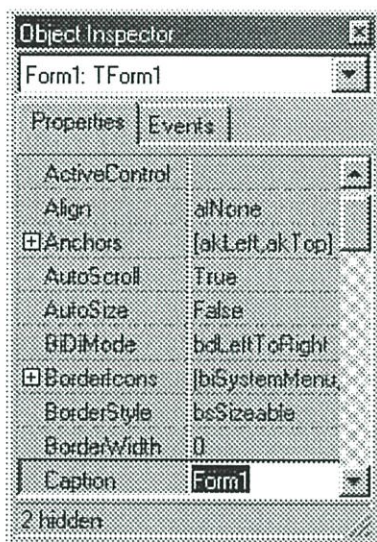 Object Inspector
Form1: TForm1
Properties Events
ActiveControl
Align alNone
Anchors [akLeft,akTop]
AutoScroll True
AutoSize False
BiDiMode bdLeftToRight
BorderIcons [biSystemMenu,
BorderStyle bsSizeable
BorderWidth 0
Caption Form1
2 hidden